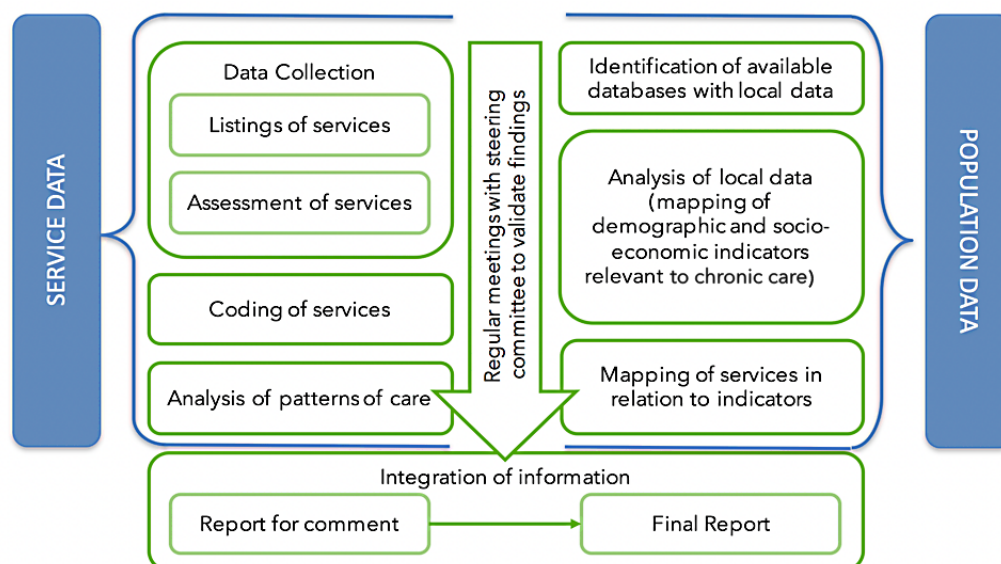 SERVICE DATA
Data Collection
Listings of services
Assessment of services
Coding of services
Analysis of patterns of care
Regular meetings with steering
committee to validate findings
Identification of available
databases with local data
Analysis of local data
(mapping of
demographic and socio-
economic indicators
relevant to chronic care)
Mapping of services in
relation to indicators
POPULATION DATA
Integration of information
Report for comment
Final Report